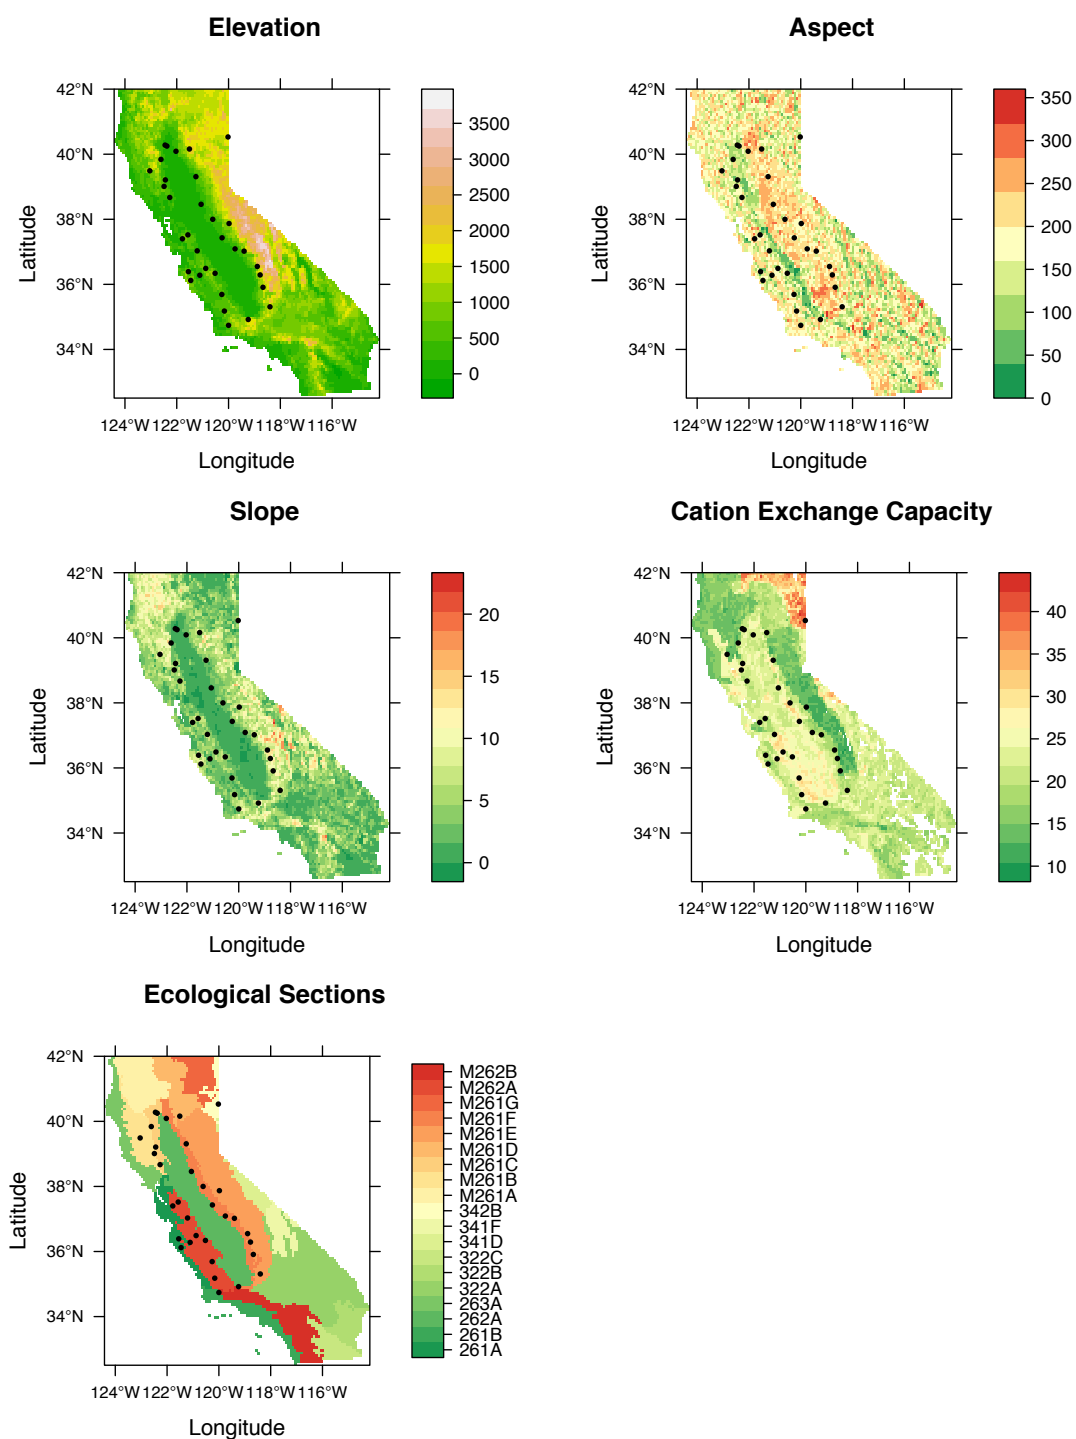 Elevation
Aspect
42°N
40°N
38°N
36°N
34°N
124°W 122°W 120°W 118°W 116°W
Latitude
Longitude
3500
3000
2500
2000
1500
1000
500
0
42°N
40°N
38°N
36°N
34°N
124°W 122°W 120°W 118°W 116°W
Latitude
Longitude
350
300
250
200
150
100
50
0
Slope
Cation Exchange Capacity
42°N
40°N
38°N
36°N
34°N
124°W 122°W 120°W 118°W 116°W
Latitude
Longitude
20
15
10
5
0
42°N
40°N
38°N
36°N
34°N
124°W 122°W 120°W 118°W 116°W
Latitude
Longitude
40
35
30
25
20
15
10
Ecological Sections
42°N
40°N
38°N
36°N
34°N
124°W 122°W 120°W 118°W 116°W
Latitude
Longitude
M262B
M262A
M261G
M261F
M261E
M261D
M261C
M261B
M261A
342B
341F
341D
322C
322B
322A
263A
262A
261B
261A